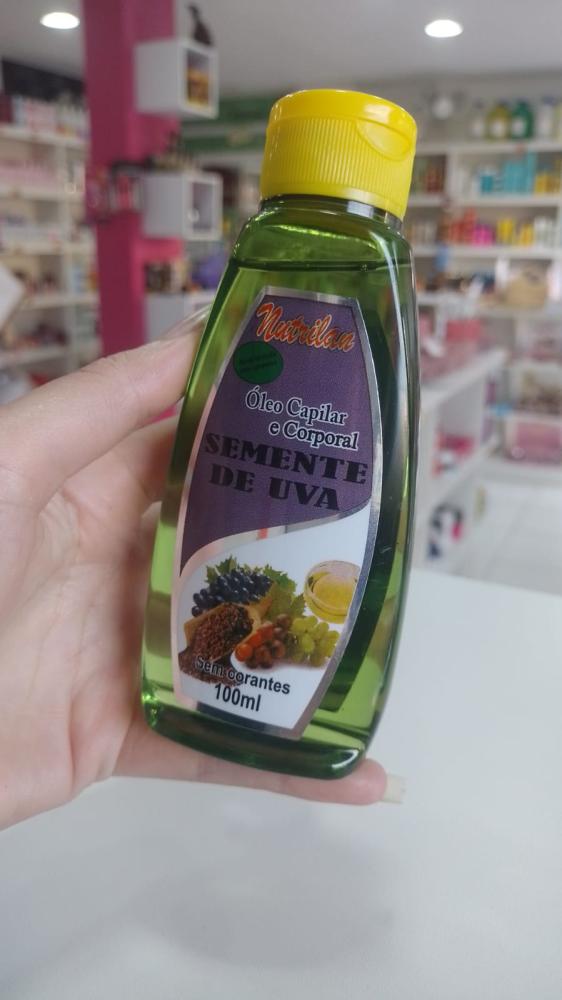 Nutrilan
Óleo Capilar
e Corporal
SEMENTE
DE UVA
Sem corantes
100ml